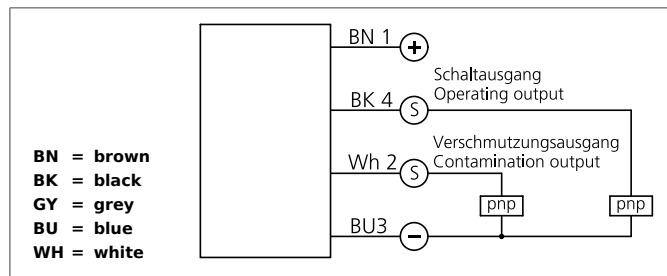 BN 1 +
Schaltausgang
Operating output
BK 4 S
Verschmutzungsausgang
Contamination output
Wh 2 S
pnp pnp
BU3 −
BN = brown
BK = black
GY = grey
BU = blue
WH = white